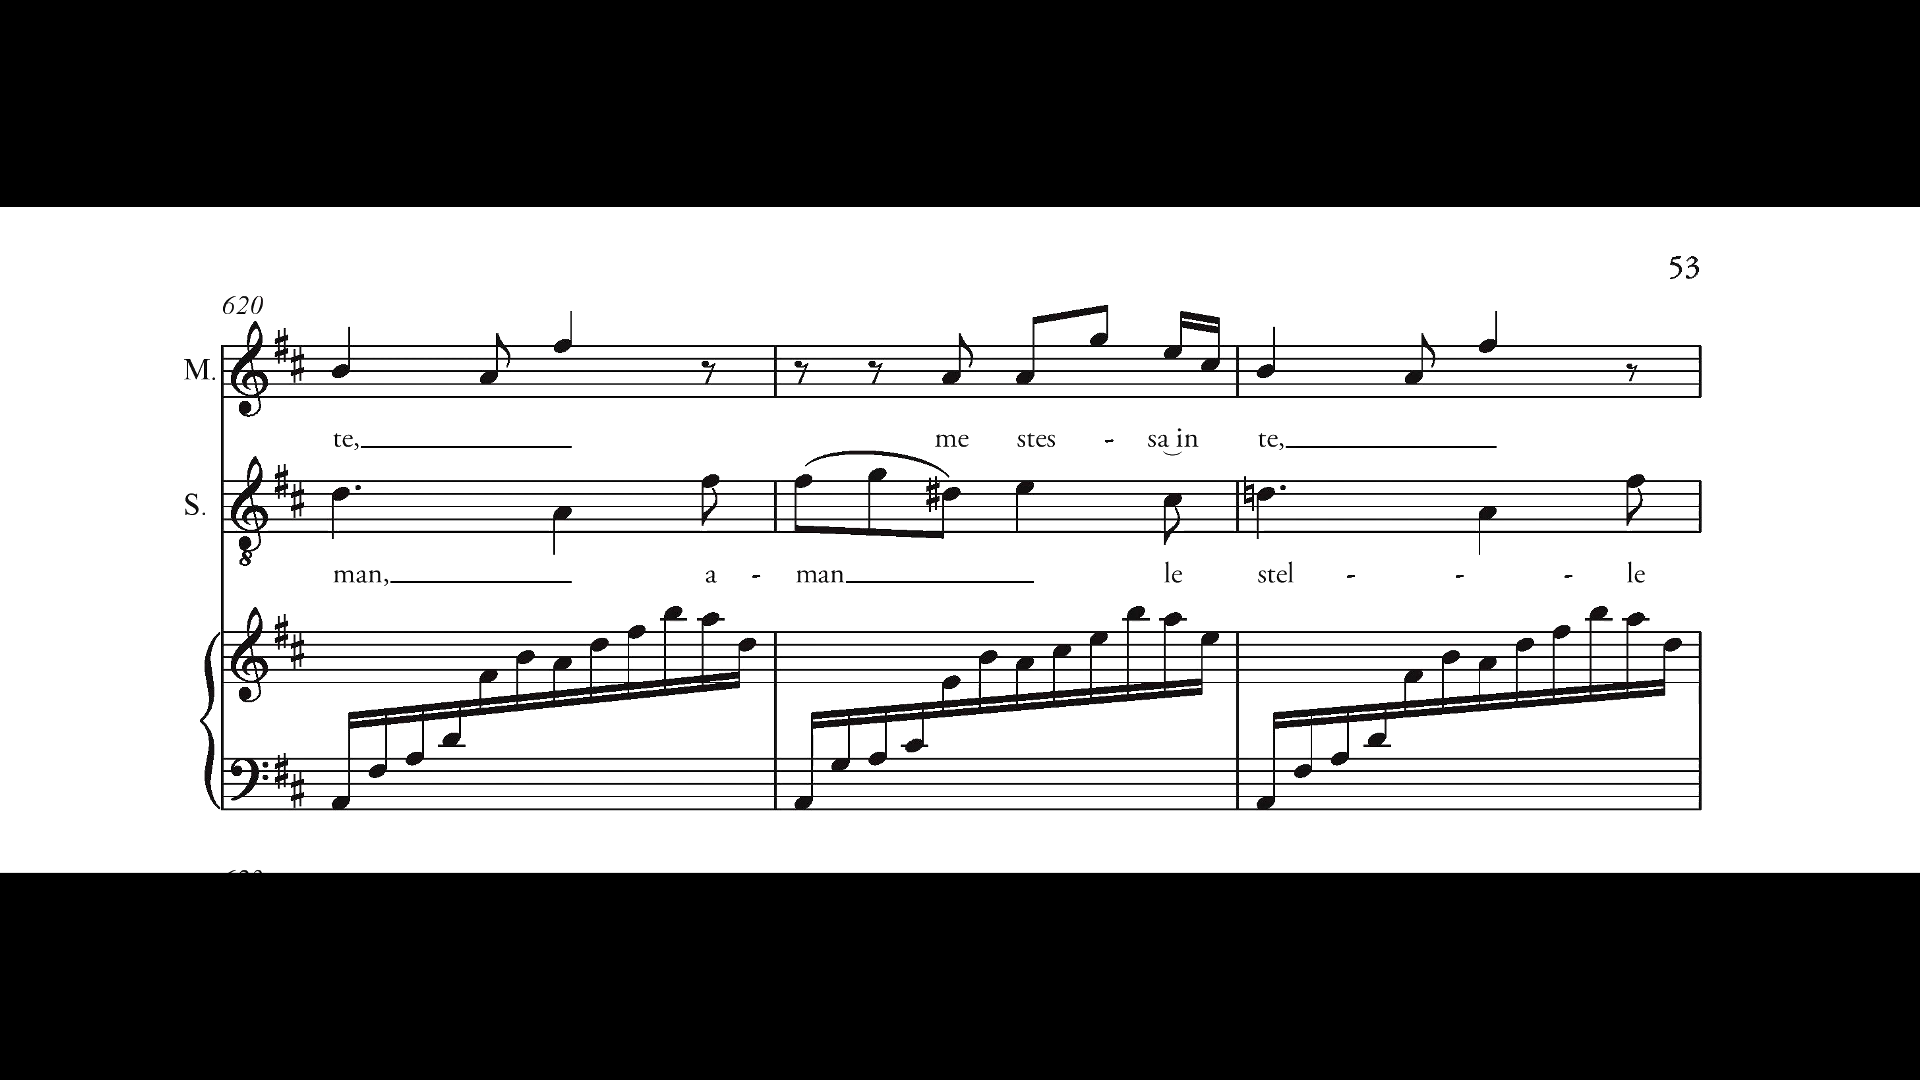 53
620
M.
te, me stes - sa in te,
S.
man, a - man le stel - - - le